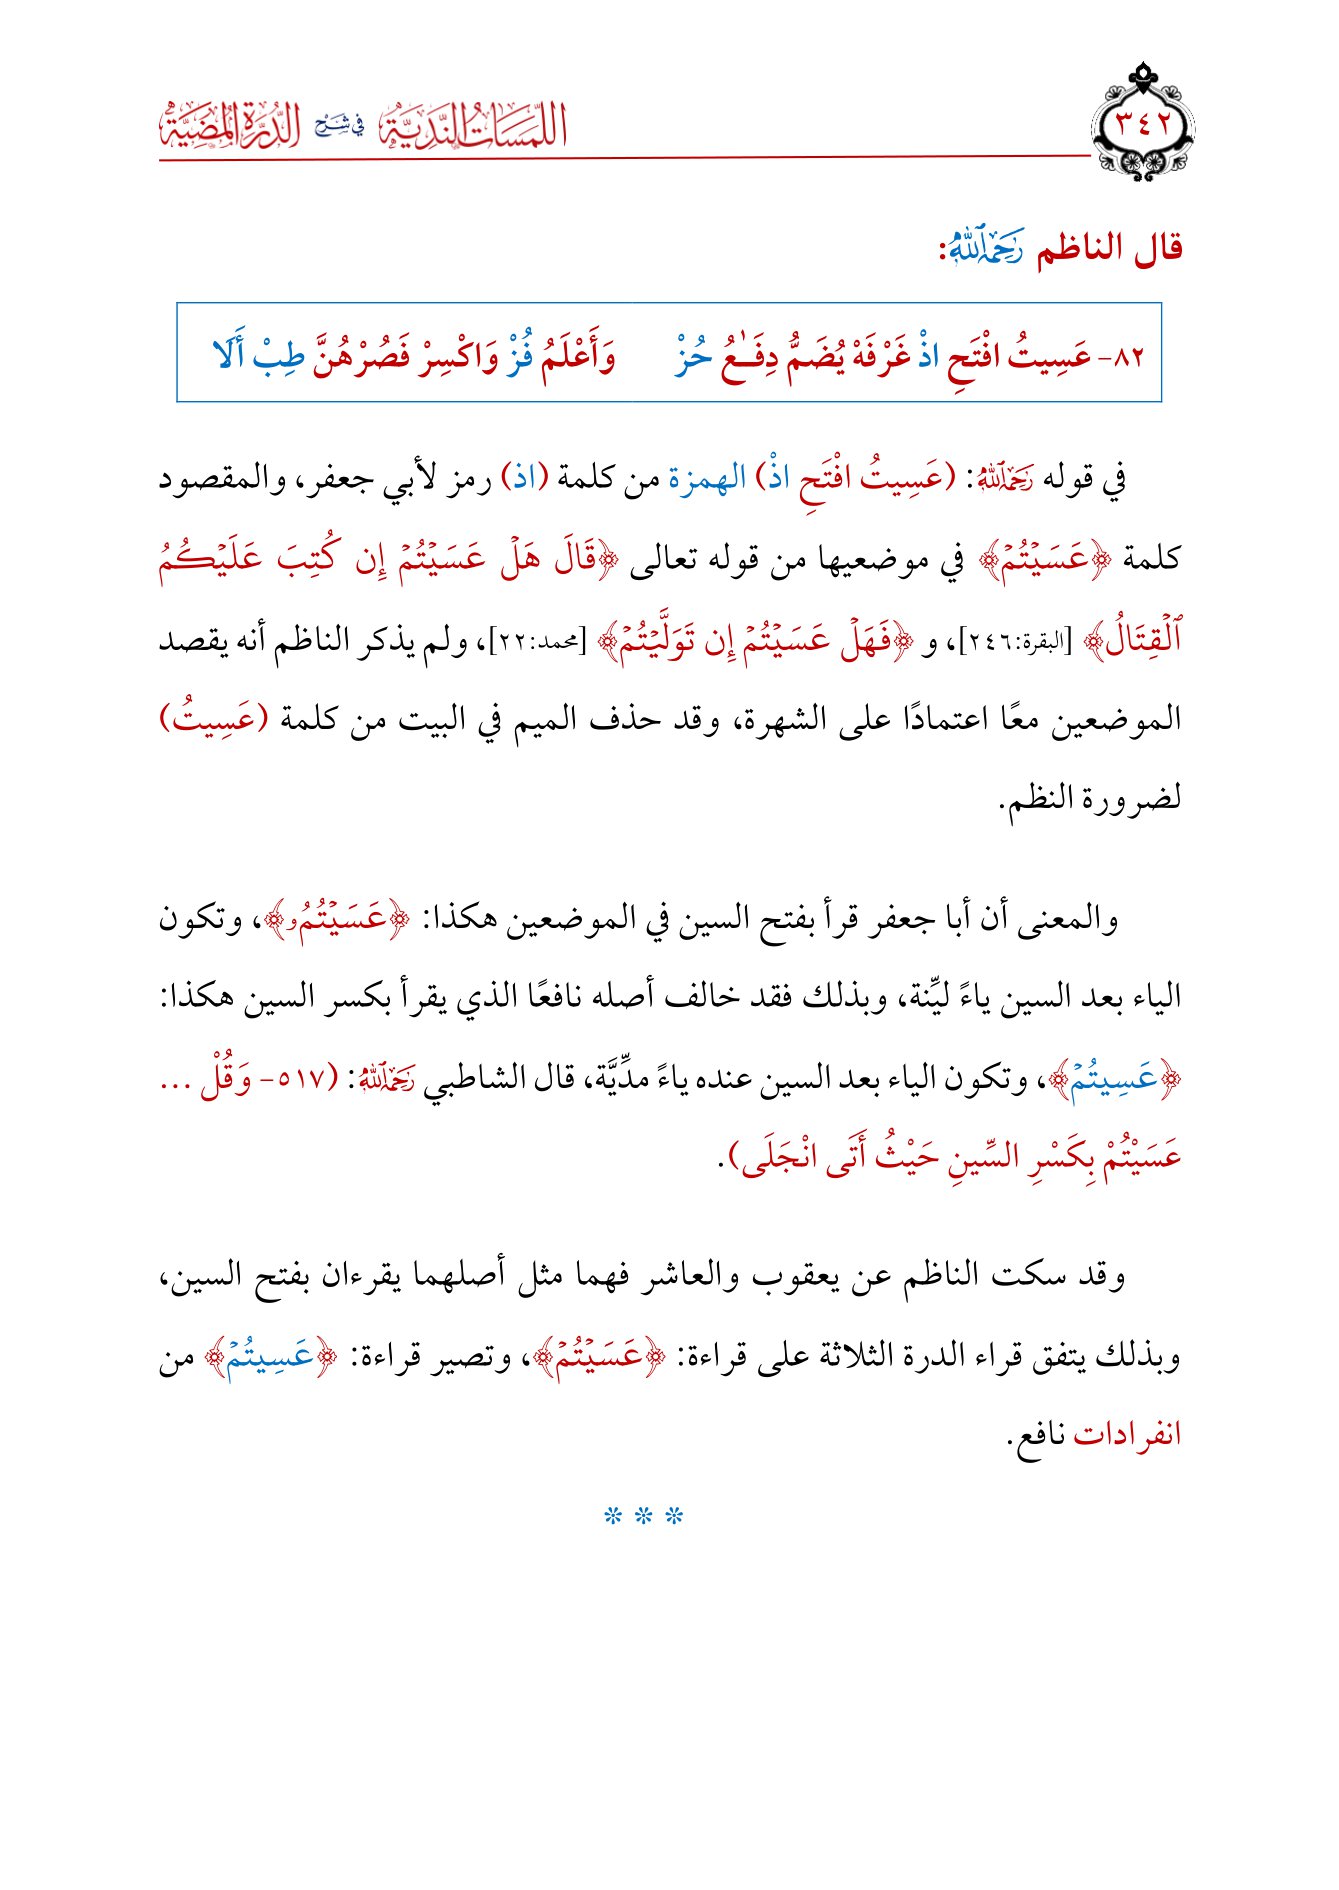 ٣٤٢
اللَّمَسَاتُ النَّدِيَّةُ في شَرْحِ الدُّرَّةِ المُضِيَّةِ
قال الناظم رَحِمَهُ ٱللَّهُ:
٨٢- عَسِيتُ افْتَحِ اذْ غَرْفَهْ يُضَمُّ دِفَـٰعُ حُزْ وَأَعْلَمُ فُزْ وَاكْسِرْ فَصُرْهُنَّ طِبْ أَلَا
في قوله رَحِمَهُ ٱللَّهُ: (عَسِيتُ افْتَحِ اذْ) الهمزة من كلمة (اذ) رمز لأبي جعفر، والمقصود
كلمة ﴿عَسَيْتُمْ﴾ في موضعيها من قوله تعالى ﴿قَالَ هَلْ عَسَيْتُمْ إِن كُتِبَ عَلَيْكُمُ
ٱلْقِتَالُ﴾ [البقرة:٢٤٦]، و ﴿فَهَلْ عَسَيْتُمْ إِن تَوَلَّيْتُمْ﴾ [محمد:٢٢]، ولم يذكر الناظم أنه يقصد
الموضعين معًا اعتمادًا على الشهرة، وقد حذف الميم في البيت من كلمة (عَسِيتُ)
لضرورة النظم.
والمعنى أن أبا جعفر قرأ بفتح السين في الموضعين هكذا: ﴿عَسَيْتُمُۥ﴾، وتكون
الياء بعد السين ياءً ليِّنة، وبذلك فقد خالف أصله نافعًا الذي يقرأ بكسر السين هكذا:
﴿عَسِيتُمْ﴾، وتكون الياء بعد السين عنده ياءً مدِّيَّة، قال الشاطبي رَحِمَهُ ٱللَّهُ: (٥١٧- وَقُلْ ...
عَسَيْتُمْ بِكَسْرِ السِّينِ حَيْثُ أَتَى انْجَلَى).
وقد سكت الناظم عن يعقوب والعاشر فهما مثل أصلهما يقرءان بفتح السين،
وبذلك يتفق قراء الدرة الثلاثة على قراءة: ﴿عَسَيْتُمْ﴾، وتصير قراءة: ﴿عَسِيتُمْ﴾ من
انفرادات نافع.
* * *